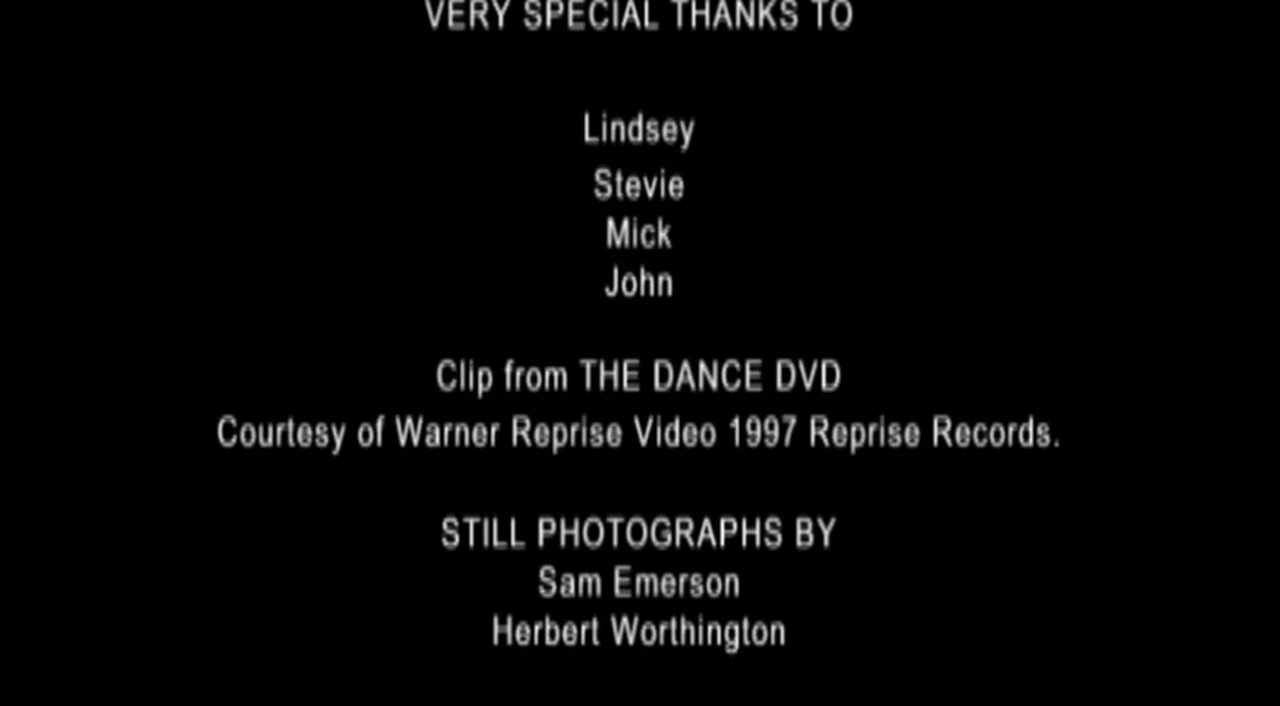 VERY SPECIAL THANKS TO
Lindsey
Stevie
Mick
John
Clip from THE DANCE DVD
Courtesy of Warner Reprise Video 1997 Reprise Records.
STILL PHOTOGRAPHS BY
Sam Emerson
Herbert Worthington